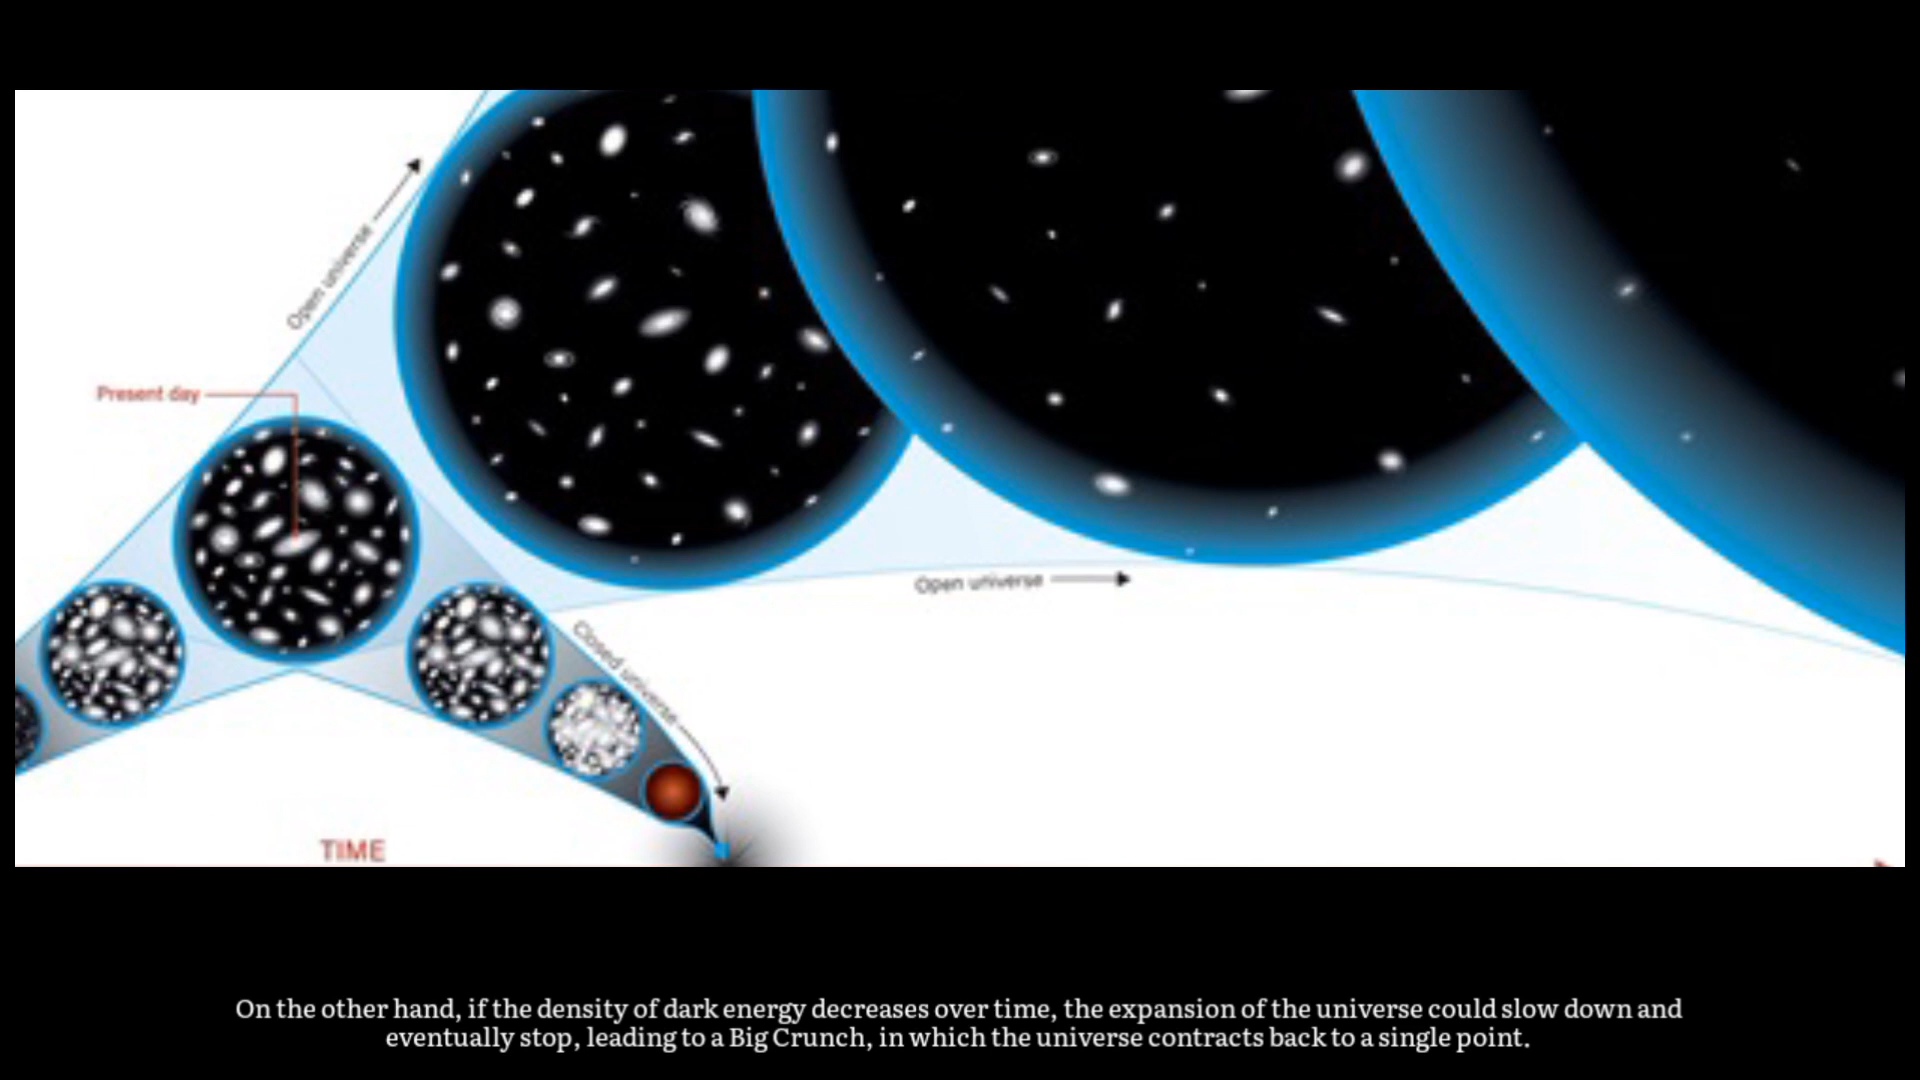 Open universe
Present day
Open universe
Closed universe
TIME
On the other hand, if the density of dark energy decreases over time, the expansion of the universe could slow down and
eventually stop, leading to a Big Crunch, in which the universe contracts back to a single point.